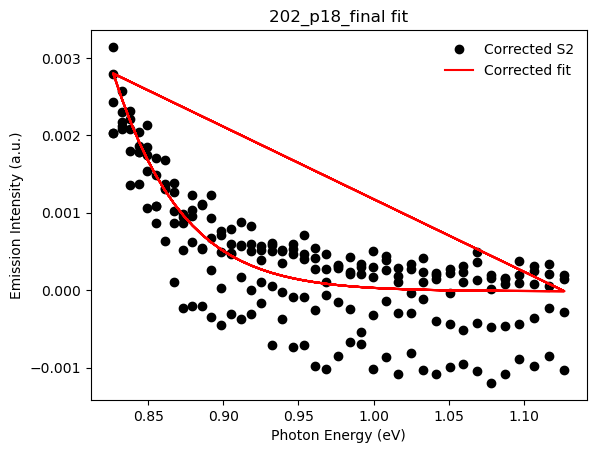 202_p18_final fit
Corrected S2
Corrected fit
Emission Intensity (a.u.)
0.003
0.002
0.001
0.000
−0.001
0.85
0.90
0.95
1.00
1.05
1.10
Photon Energy (eV)